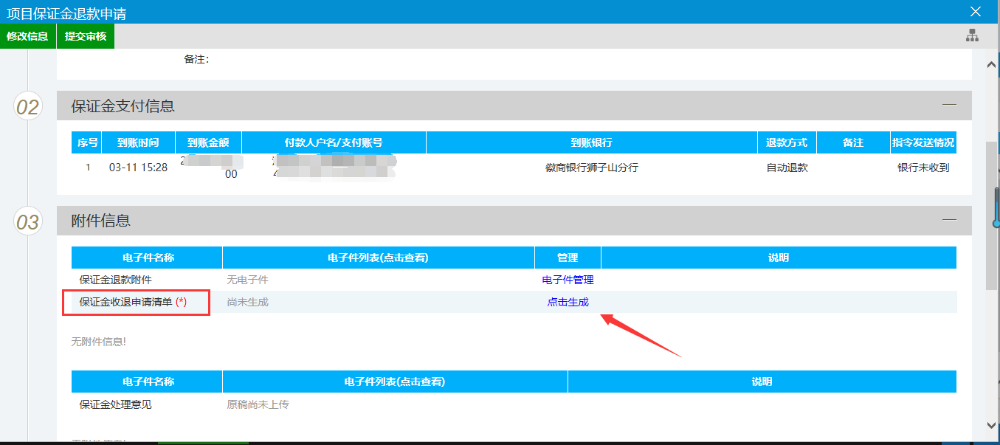 项目保证金退款申请
修改信息 提交审核
备注：
02 保证金支付信息
序号 到账时间 到账金额 付款人户名/支付账号 到账银行 退款方式 备注 指令发送情况
1 03-11 15:28 00 徽商银行狮子山分行 自动退款 银行未收到
03 附件信息
电子件名称 电子件列表(点击查看) 管理 说明
保证金退款附件 无电子件 电子件管理
保证金收退申请清单 (*) 尚未生成 点击生成
无附件信息!
电子件名称 电子件列表(点击查看) 说明
保证金处理意见 原稿尚未上传